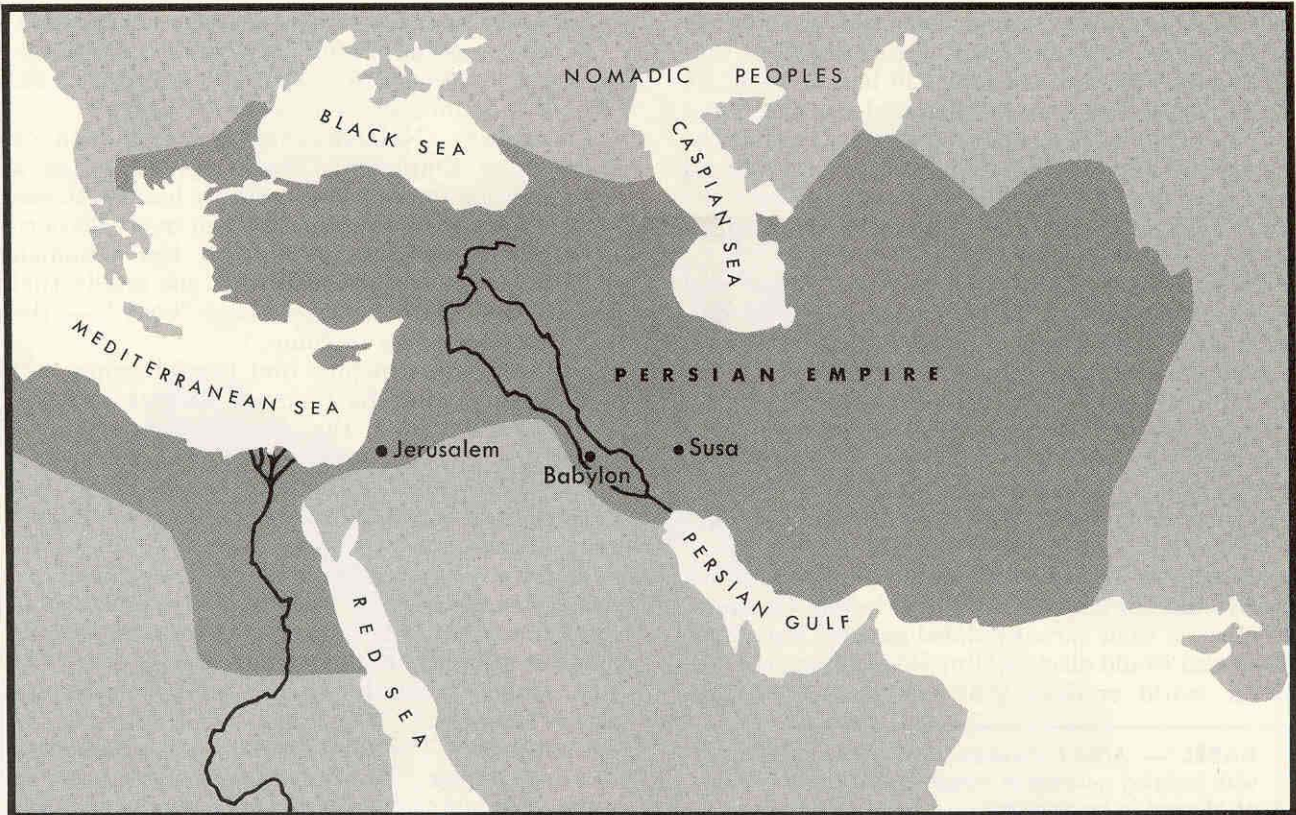 NOMADIC PEOPLES
BLACK SEA
CASPIAN SEA
MEDITERRANEAN SEA
PERSIAN EMPIRE
Jerusalem
Susa
Babylon
PERSIAN GULF
RED SEA